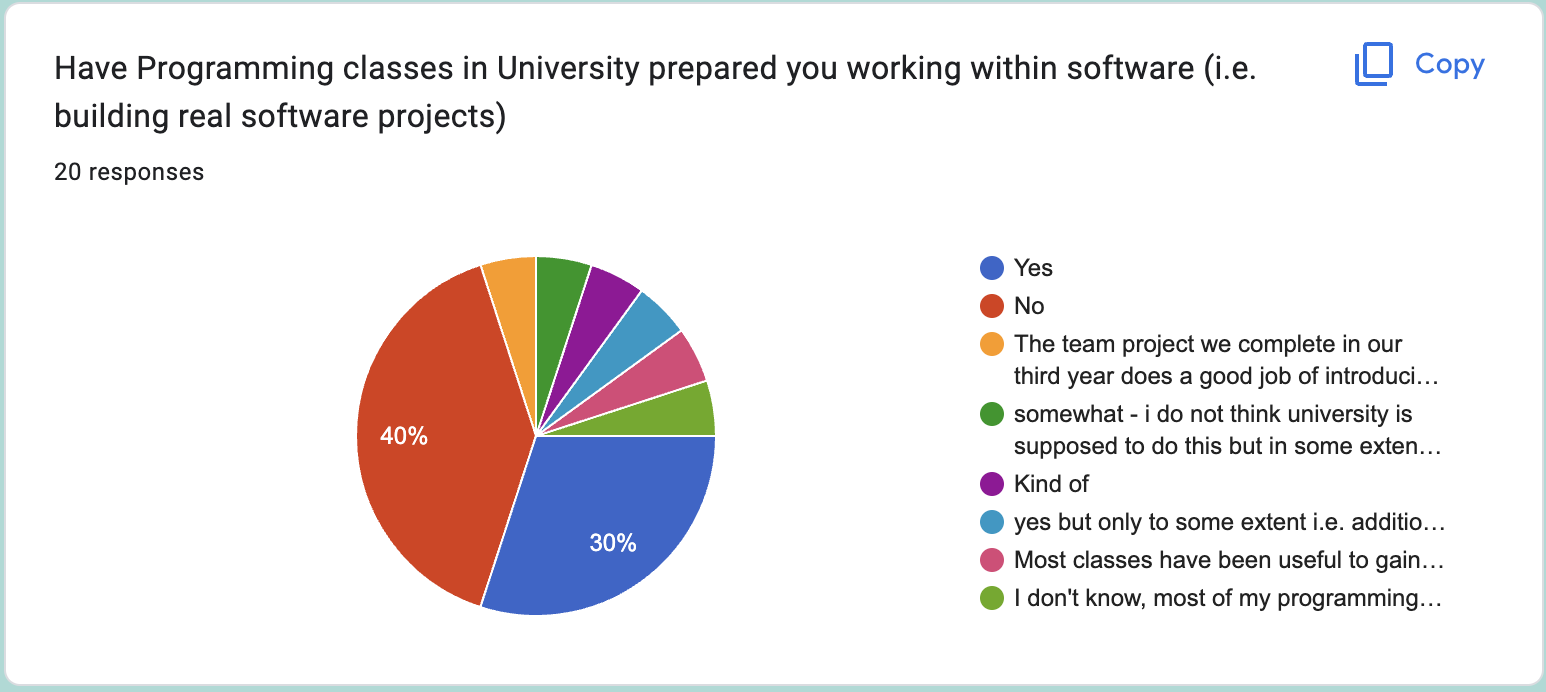 Have Programming classes in University prepared you working within software (i.e.
building real software projects)
Copy
20 responses
40%
30%
Yes
No
The team project we complete in our
third year does a good job of introduci…
somewhat - i do not think university is
supposed to do this but in some exten…
Kind of
yes but only to some extent i.e. additio…
Most classes have been useful to gain…
I don't know, most of my programming…